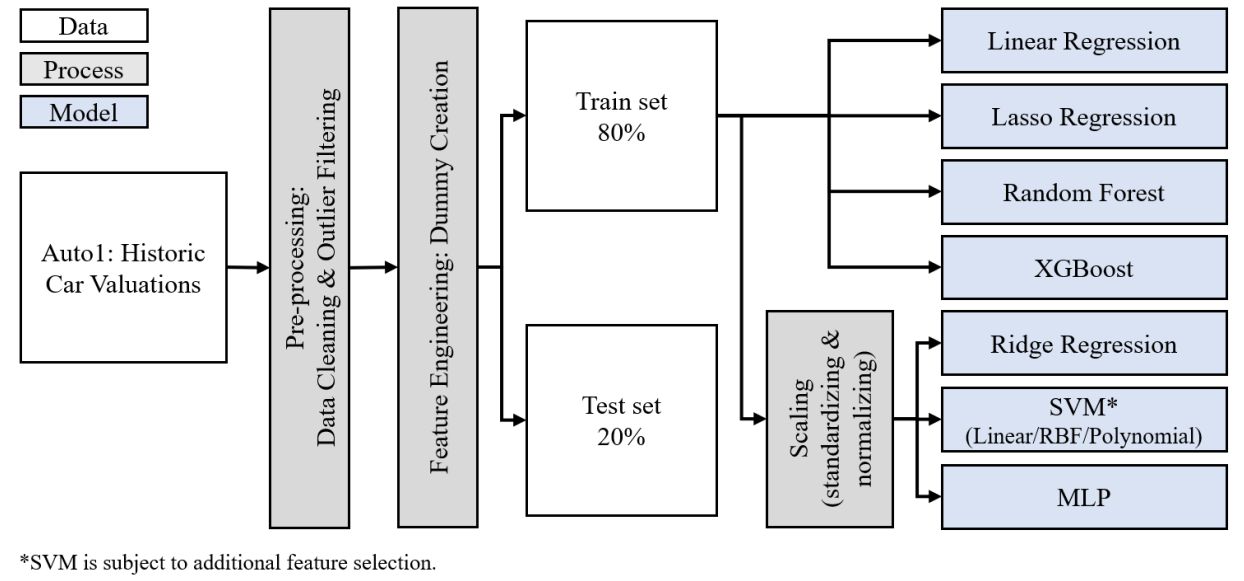 Data
Process
Model
Auto1: Historic
Car Valuations
Pre-processing:
Data Cleaning & Outlier Filtering
Feature Engineering: Dummy Creation
Train set
80%
Test set
20%
Scaling
(standardizing &
normalizing)
Linear Regression
Lasso Regression
Random Forest
XGBoost
Ridge Regression
SVM*
(Linear/RBF/Polynomial)
MLP
*SVM is subject to additional feature selection.